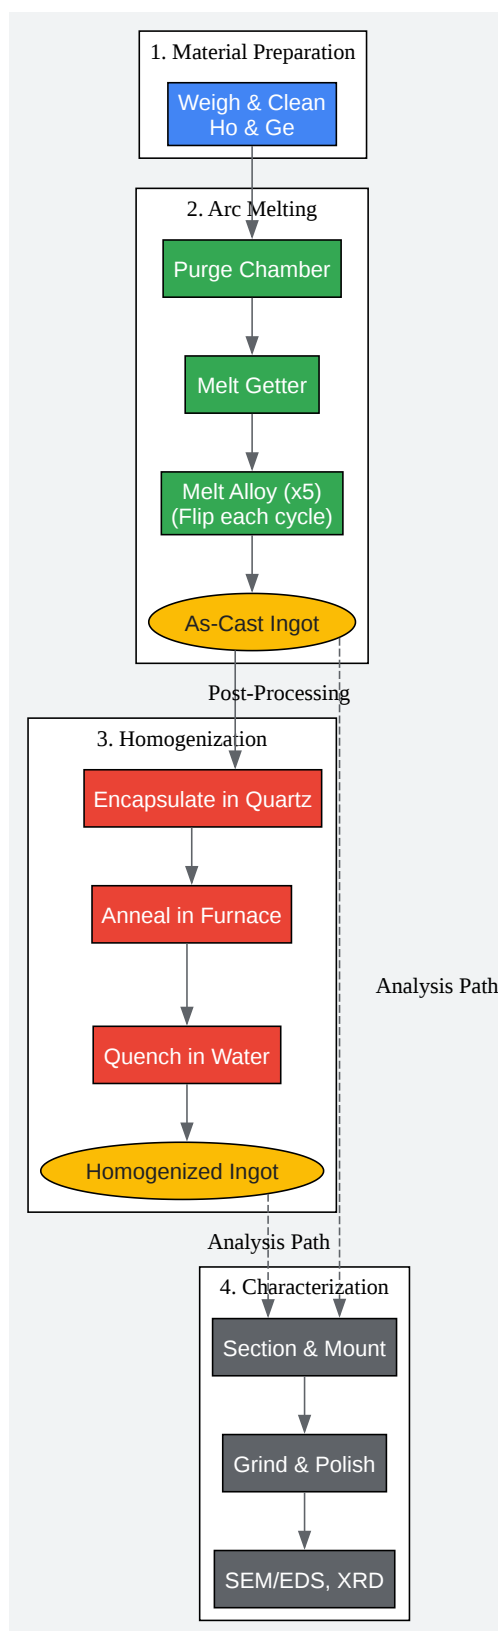 1. Material Preparation
Weigh & Clean
Ho & Ge
2. Arc Melting
Purge Chamber
Melt Getter
Melt Alloy (x5)
(Flip each cycle)
As-Cast Ingot
Post-Processing
3. Homogenization
Encapsulate in Quartz
Anneal in Furnace
Analysis Path
Quench in Water
Homogenized Ingot
Analysis Path
4. Characterization
Section & Mount
Grind & Polish
SEM/EDS, XRD